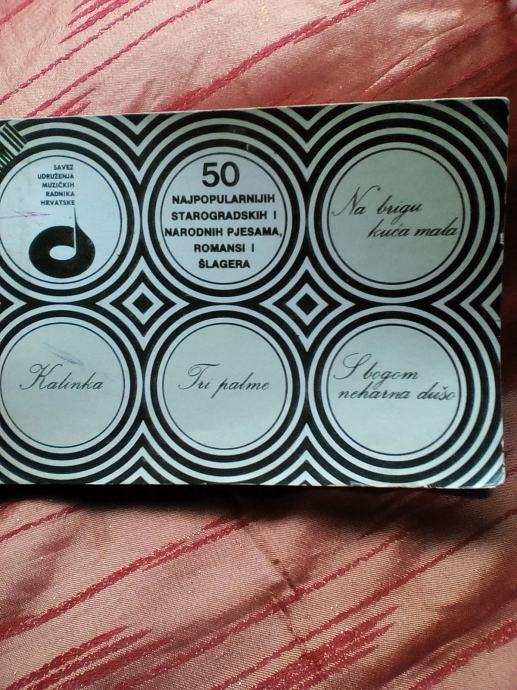 SAVEZ
UDRUŽENJA
MUZIČKIH
RADNIKA
HRVATSKE
50
NAJPOPULARNIJIH
STAROGRADSKIH I
NARODNIH PJESAMA,
ROMANSI I
ŠLAGERA
Na brigu
kuća mala
Kalinka
Tri palme
S bogom
neharna dušo